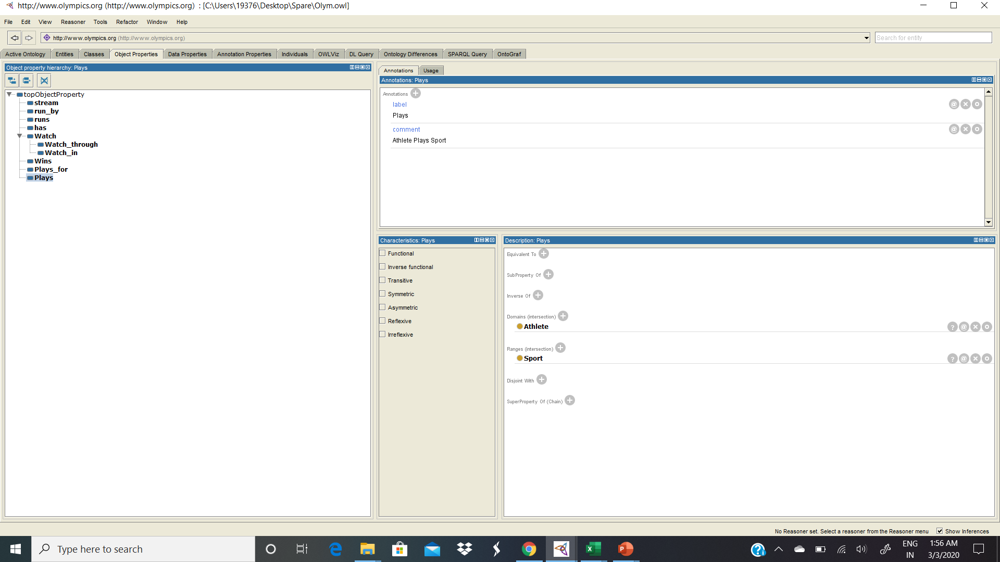 http://www.olympics.org (http://www.olympics.org) : [C:\Users\19376\Desktop\Spare\Olym.owl]
File Edit View Reasoner Tools Refactor Window Help
http://www.olympics.org (http://www.olympics.org)
Search for entity
Active Ontology Entities Classes Object Properties Data Properties Annotation Properties Individuals OWLViz DL Query Ontology Differences SPARQL Query OntoGraf
Object property hierarchy: Plays
topObjectProperty
stream
run_by
runs
has
Watch
Watch_through
Watch_in
Wins
Plays_for
Plays
Annotations Usage
Annotations: Plays
Annotations
label
Plays
comment
Athlete Plays Sport
Characteristics: Plays
Functional
Inverse functional
Transitive
Symmetric
Asymmetric
Reflexive
Irreflexive
Description: Plays
Equivalent To
SubProperty Of
Inverse Of
Domains (intersection)
Athlete
Ranges (intersection)
Sport
Disjoint With
SuperProperty Of (Chain)
No Reasoner set. Select a reasoner from the Reasoner menu Show Inferences
Type here to search
ENG
IN
1:56 AM
3/3/2020